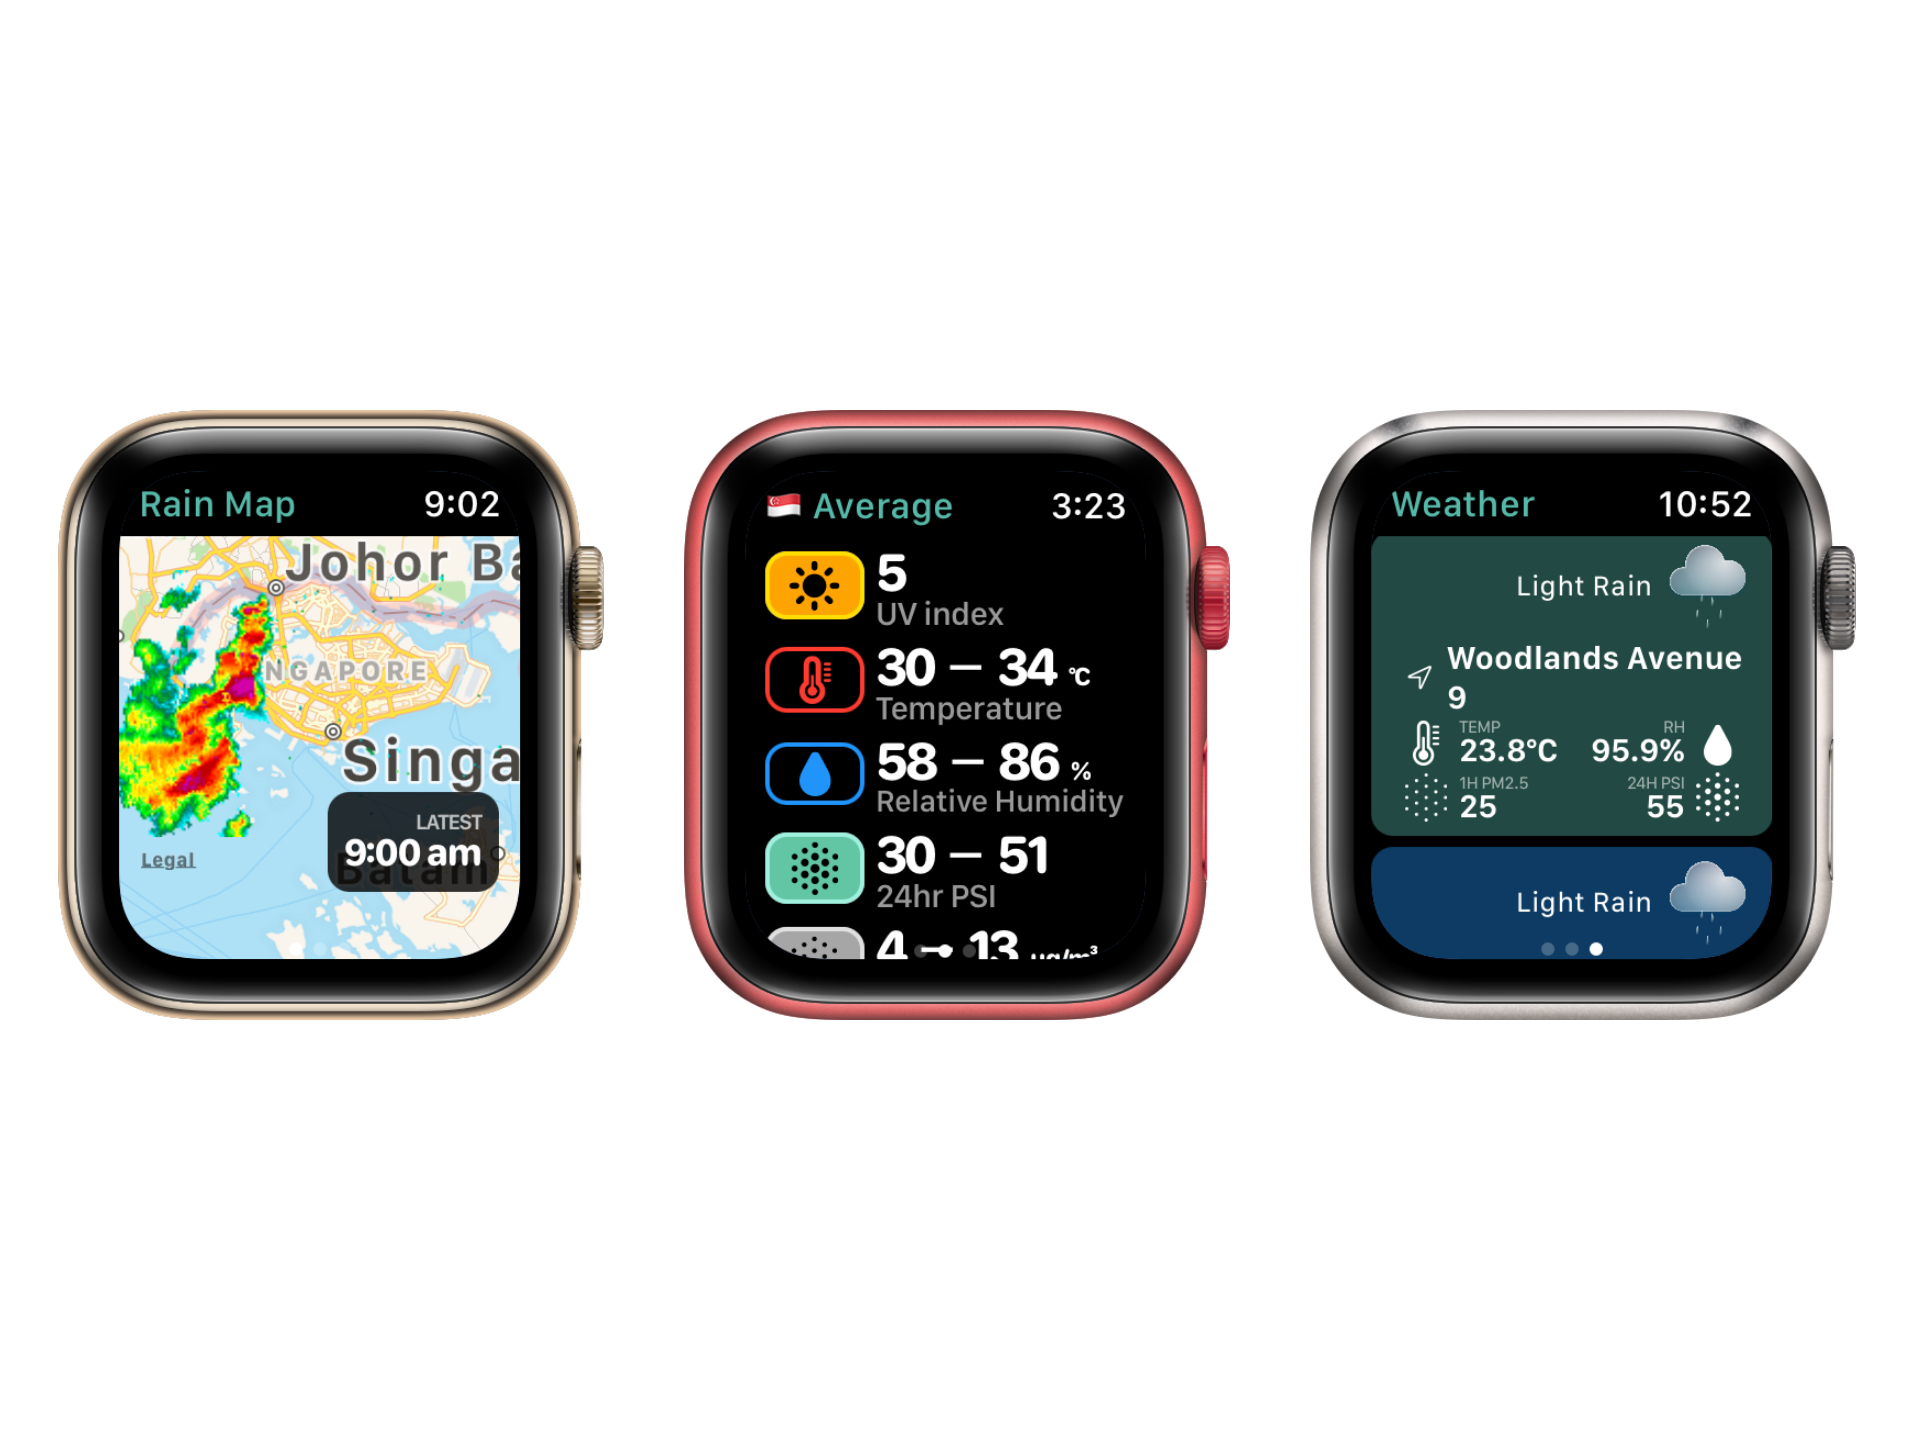 Rain Map 9:02
Johor Ba
NGAPORE
Singa
LATEST
9:00 am
Batam
Legal
Average 3:23
5
UV index
30 — 34 °C
Temperature
58 — 86 %
Relative Humidity
30 — 51
24hr PSI
4 — 13 µg/m³
Weather 10:52
Light Rain
Woodlands Avenue
9
TEMP RH
23.8°C 95.9%
1H PM2.5 24H PSI
25 55
Light Rain